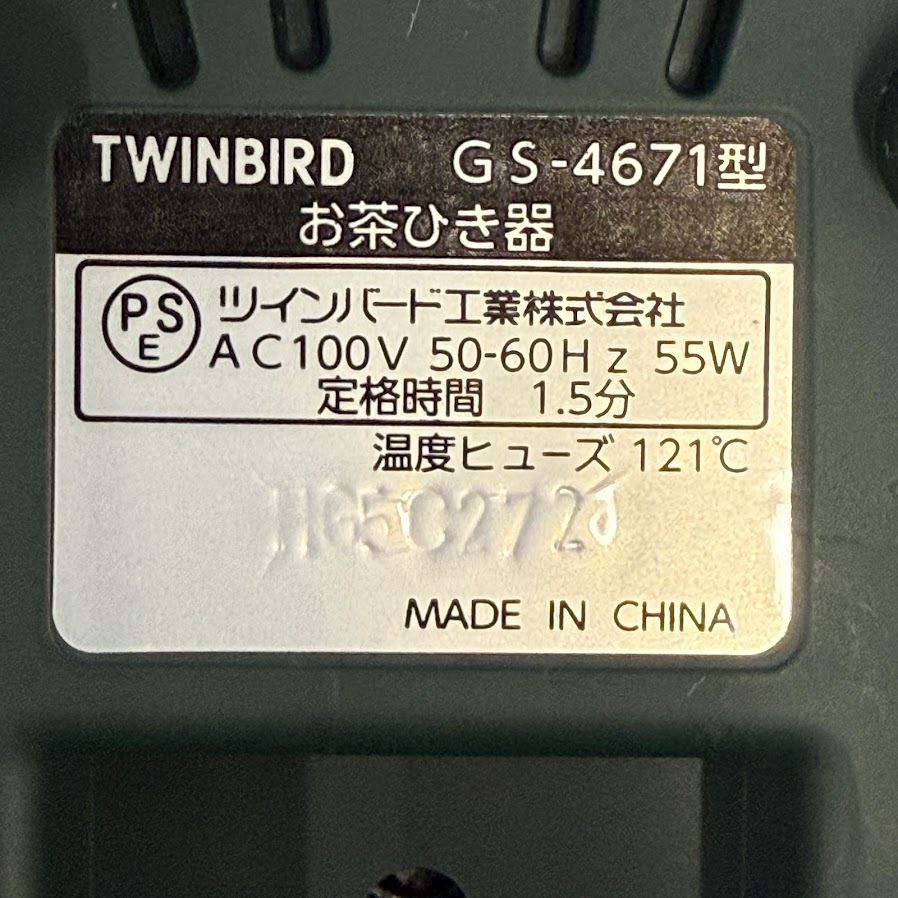 TWINBIRD GS-4671型
お茶ひき器
PSE ツインバード工業株式会社
AC100V 50-60Hz 55W
定格時間 1.5分
温度ヒューズ 121℃
MADE IN CHINA